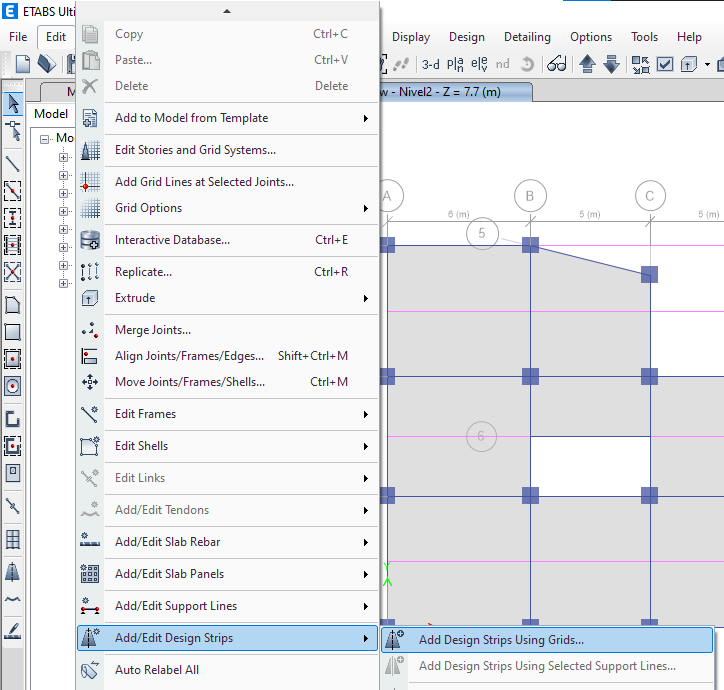 ETABS Ulti
File Edit Display Design Detailing Options Tools Help
3-d pla ele nd
M
w - Nivel2 - Z = 7.7 (m)
Model
Mo
Copy Ctrl+C
Paste... Ctrl+V
Delete Delete
Add to Model from Template
Edit Stories and Grid Systems...
Add Grid Lines at Selected Joints...
Grid Options
Interactive Database... Ctrl+E
Replicate... Ctrl+R
Extrude
Merge Joints...
Align Joints/Frames/Edges... Shift+Ctrl+M
Move Joints/Frames/Shells... Ctrl+M
Edit Frames
Edit Shells
Edit Links
Add/Edit Tendons
Add/Edit Slab Rebar
Add/Edit Slab Panels
Add/Edit Support Lines
Add/Edit Design Strips
Auto Relabel All
Add Design Strips Using Grids...
Add Design Strips Using Selected Support Lines...
A B C
6 (m) 5 (m) 5 (m)
5
6
Y